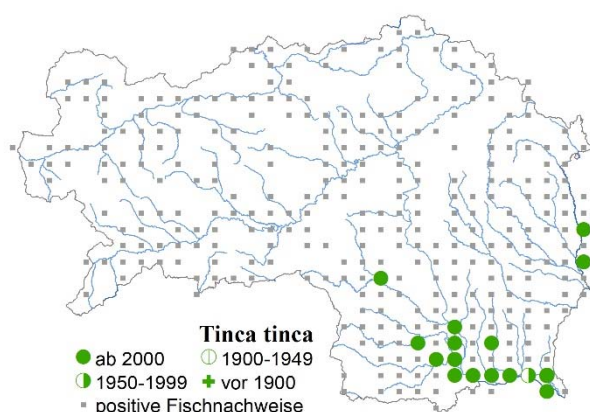 Tinca tinca
ab 2000 1900-1949
1950-1999 vor 1900
positive Fischnachweise